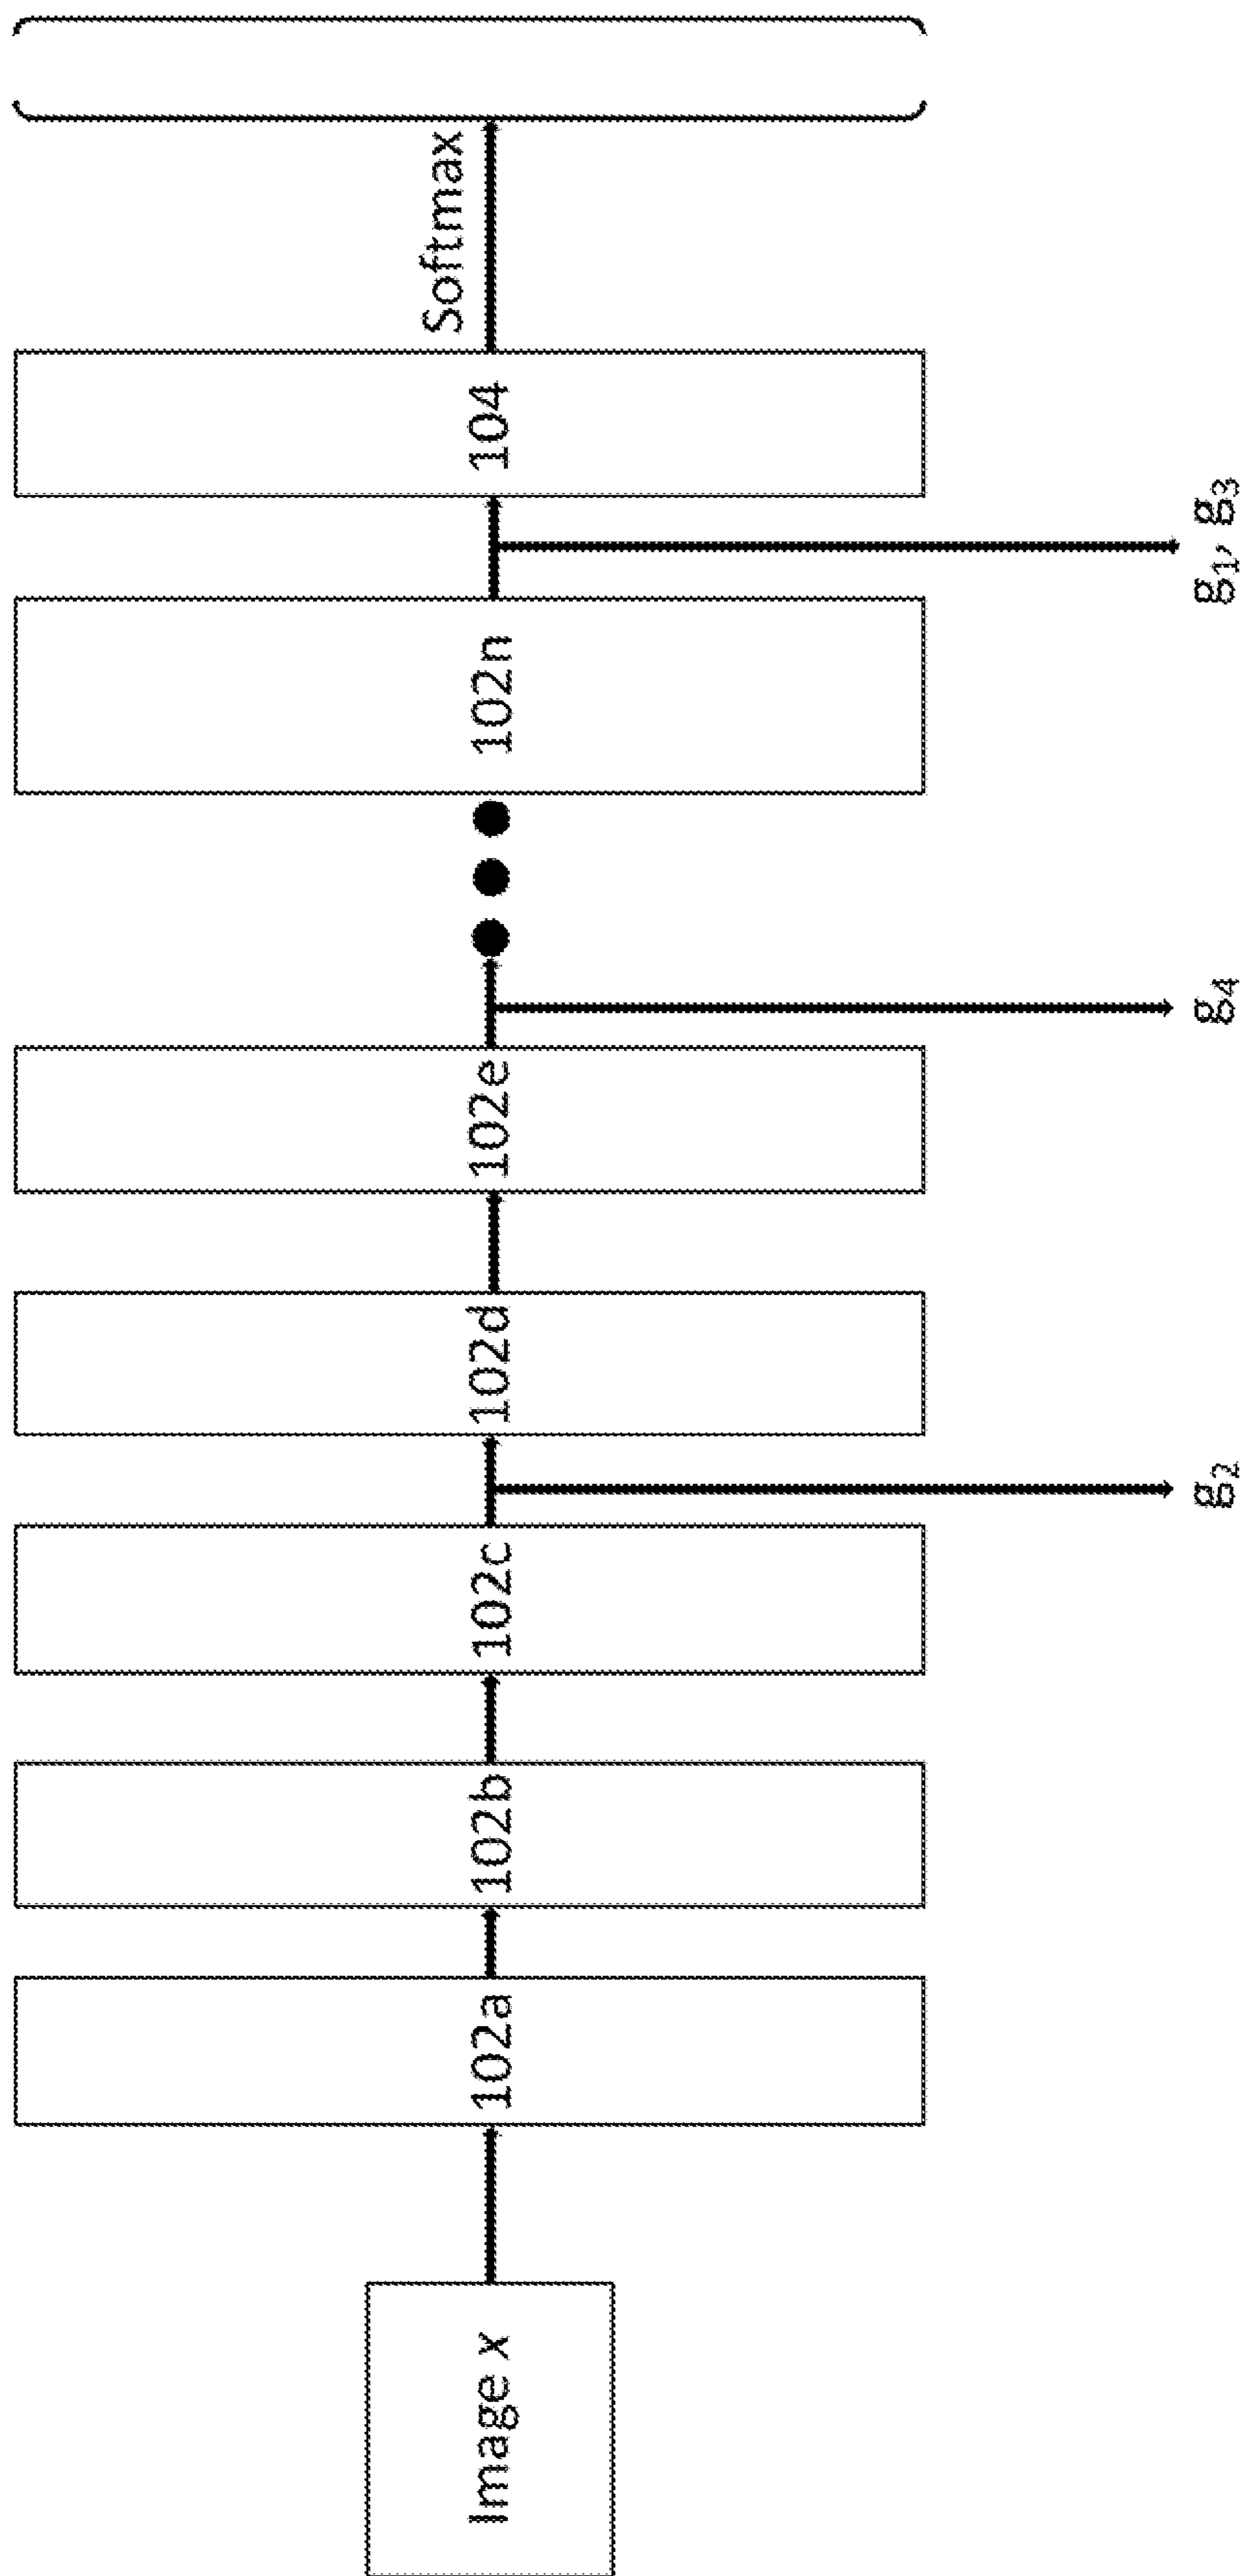 Image x
102a
102b
102c
102d
102e
102n
104
Softmax
g₂
g₄
g₁, g₃